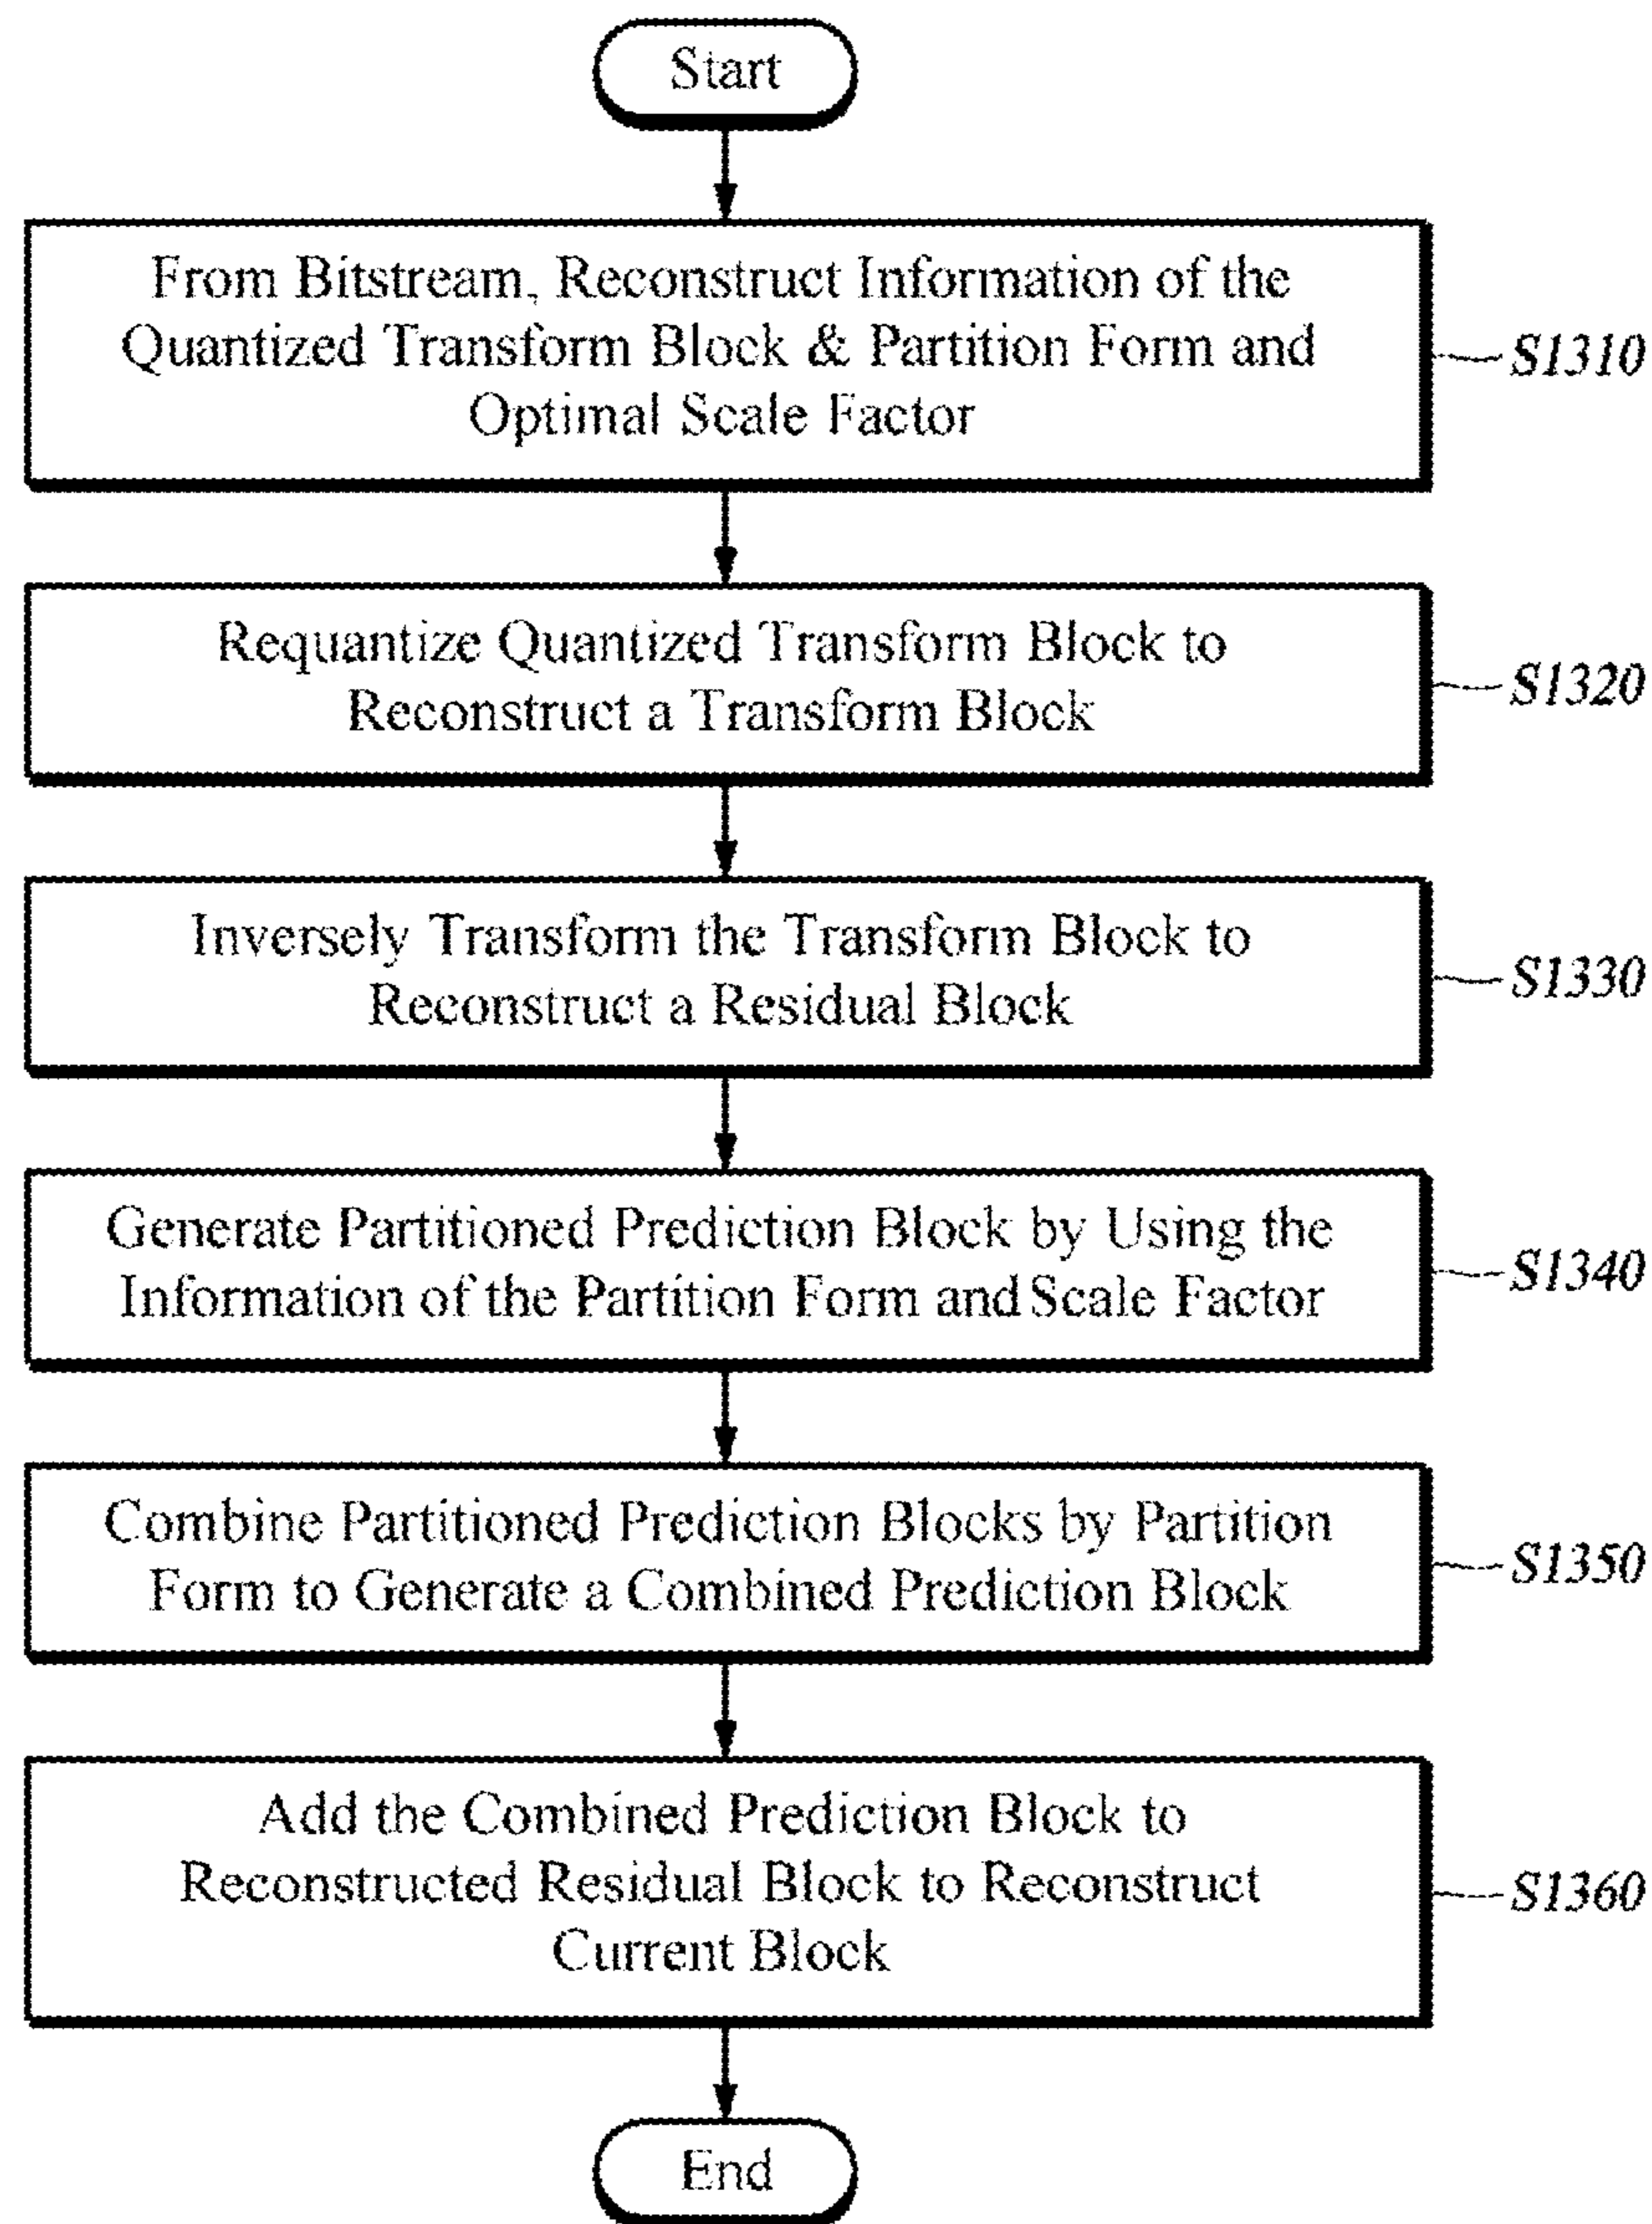 Start
From Bitstream, Reconstruct Information of the
Quantized Transform Block & Partition Form and
Optimal Scale Factor
S1310
Requantize Quantized Transform Block to
Reconstruct a Transform Block
S1320
Inversely Transform the Transform Block to
Reconstruct a Residual Block
S1330
Generate Partitioned Prediction Block by Using the
Information of the Partition Form and Scale Factor
S1340
Combine Partitioned Prediction Blocks by Partition
Form to Generate a Combined Prediction Block
S1350
Add the Combined Prediction Block to
Reconstructed Residual Block to Reconstruct
Current Block
S1360
End